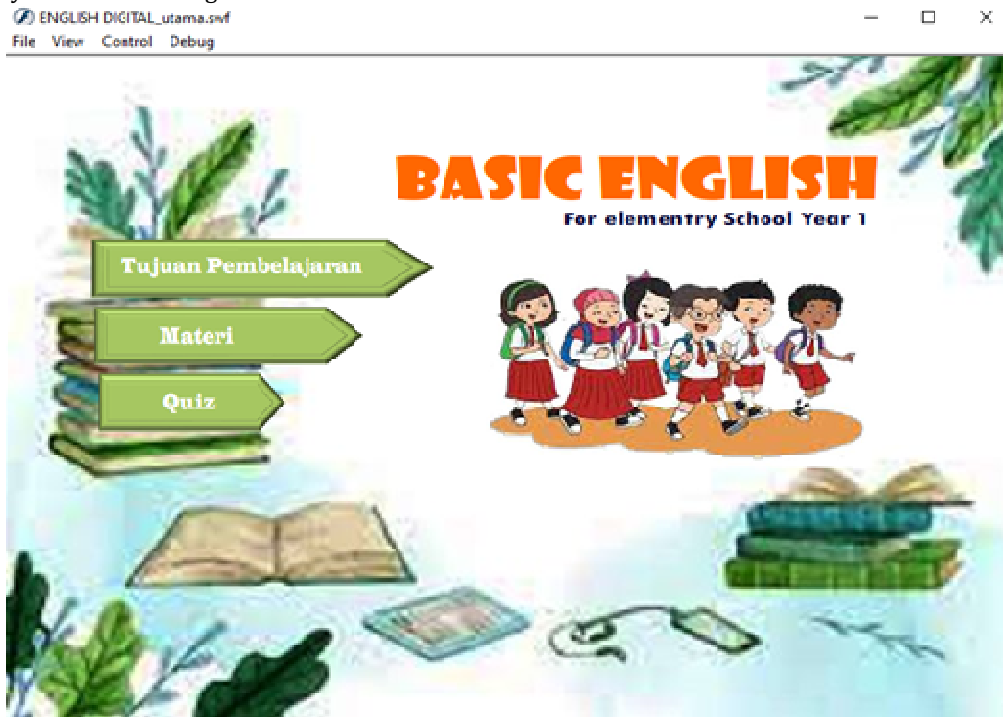 ENGLISH DIGITAL_utama.swf
File View Control Debug
BASIC ENGLISH
For elementry School Year 1
Tujuan Pembelajaran
Materi
Quiz